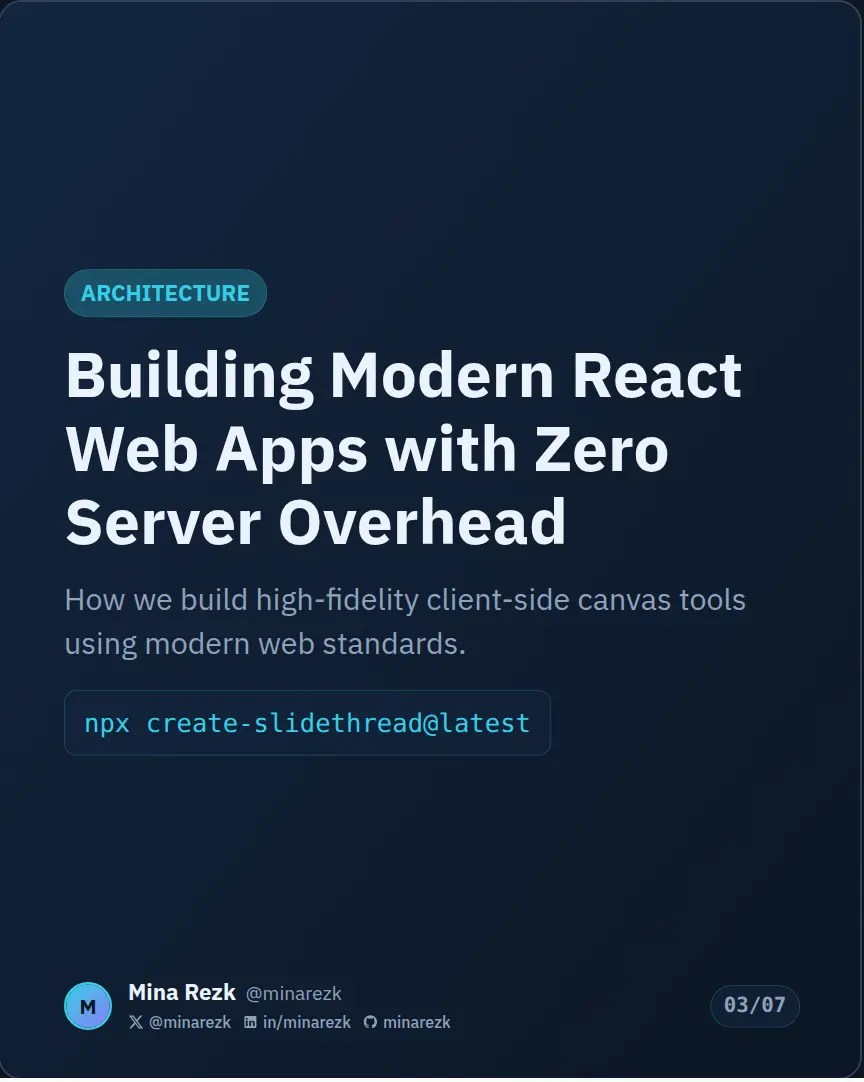 ARCHITECTURE
Building Modern React
Web Apps with Zero
Server Overhead
How we build high-fidelity client-side canvas tools
using modern web standards.
npx create-slidethread@latest
M
Mina Rezk @minarezk
@minarezk in/minarezk minarezk
03/07